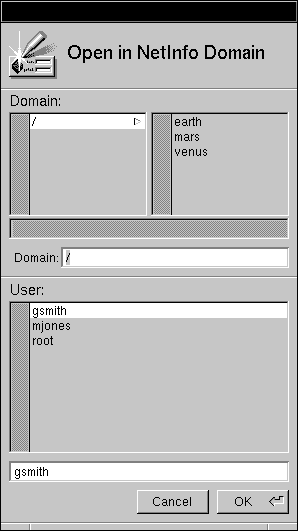 Open in NetInfo Domain
Domain:
/
earth
mars
venus
Domain: /
User:
gsmith
mjones
root
gsmith
Cancel
OK